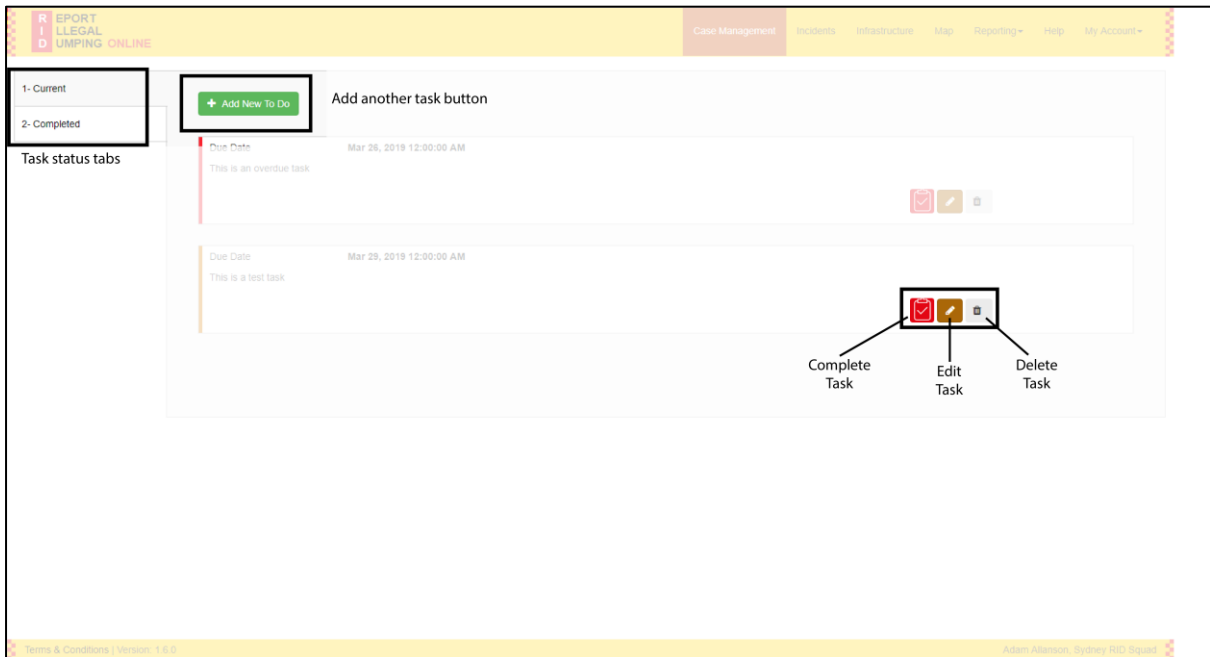 R EPORT
I LLEGAL
D UMPING ONLINE
Case Management Incidents Infrastructure Map Reporting Help My Account
1- Current
2- Completed
Task status tabs
+ Add New To Do
Add another task button
Due Date Mar 26, 2019 12:00:00 AM
This is an overdue task
Due Date Mar 29, 2019 12:00:00 AM
This is a test task
Complete Task
Edit Task
Delete Task
Terms & Conditions | Version: 1.6.0
Adam Allanson, Sydney RID Squad